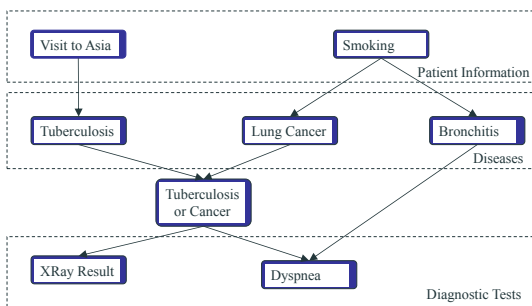 Visit to Asia
Smoking
Patient Information
Tuberculosis
Lung Cancer
Bronchitis
Diseases
Tuberculosis
or Cancer
XRay Result
Dyspnea
Diagnostic Tests